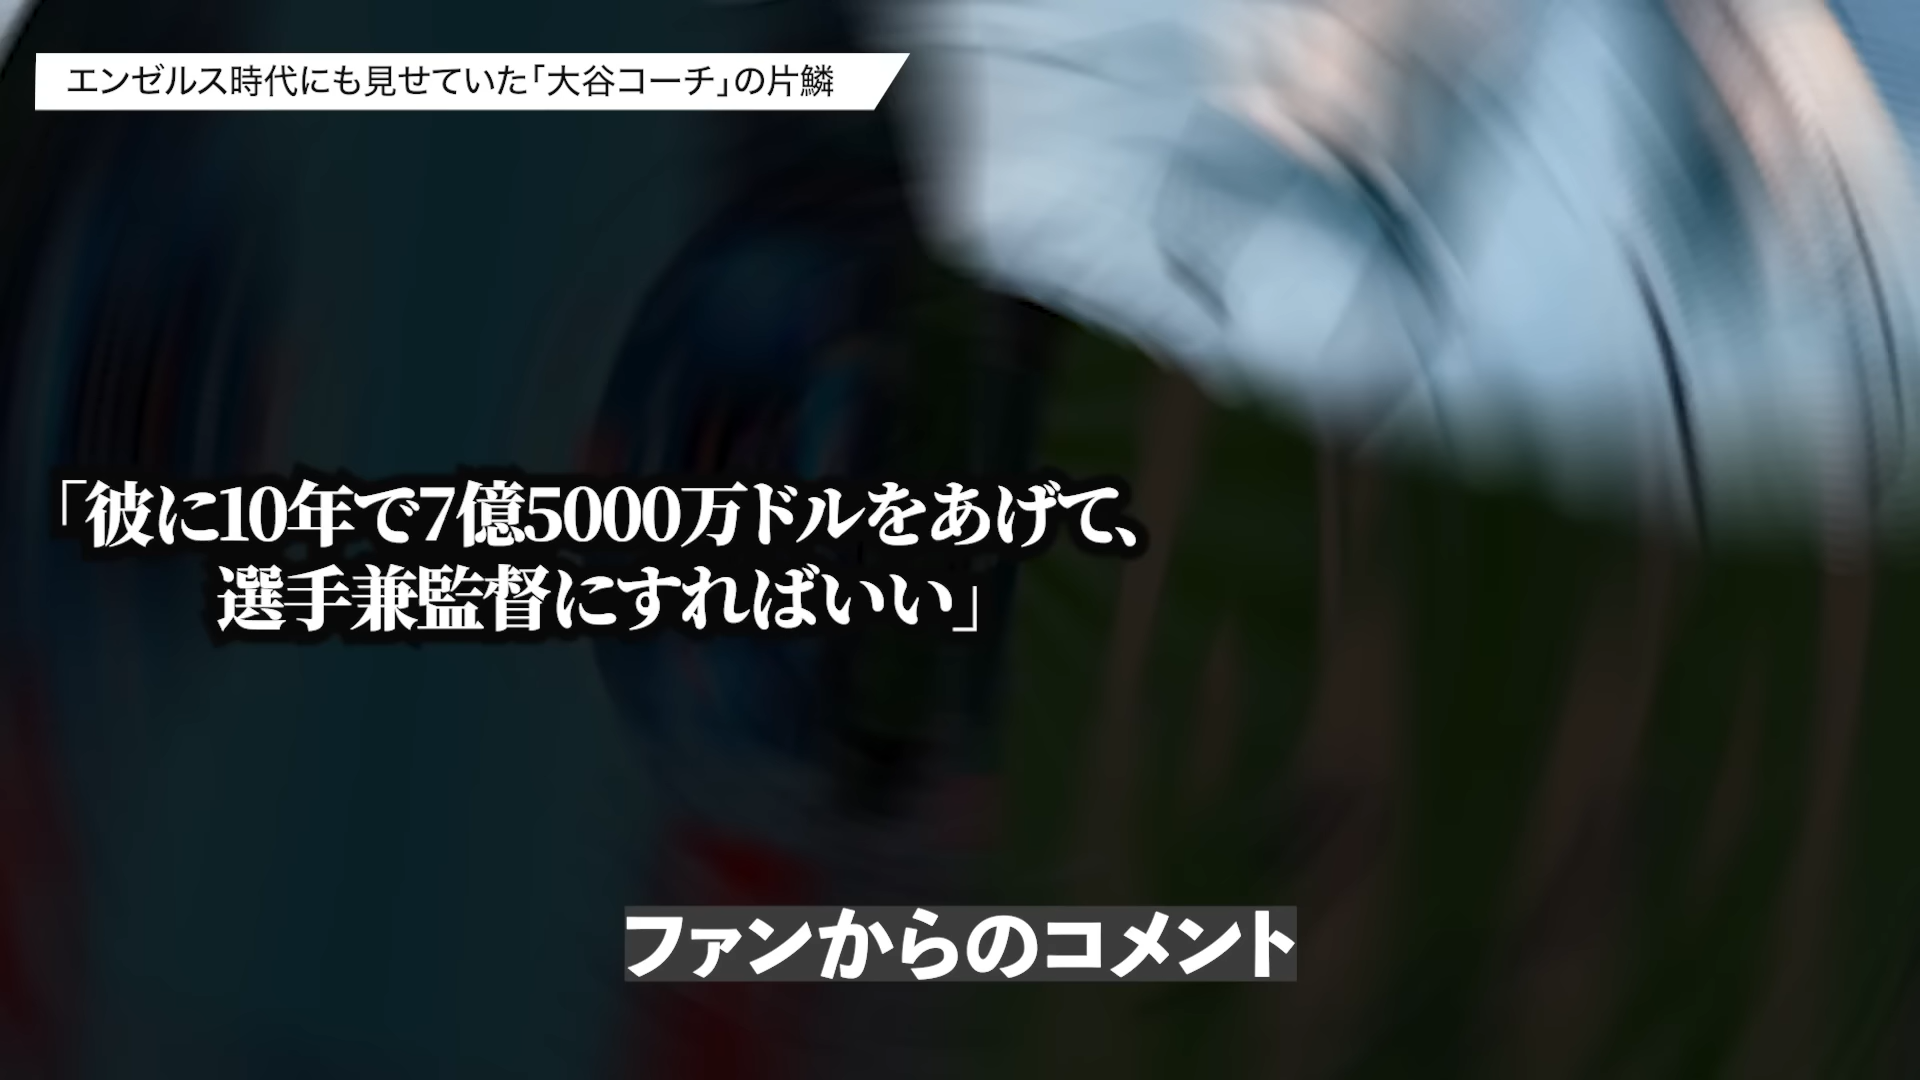 エンゼルス時代にも見せていた「大谷コーチ」の片鱗
「彼に10年で7億5000万ドルをあげて、
選手兼監督にすればいい」
ファンからのコメント